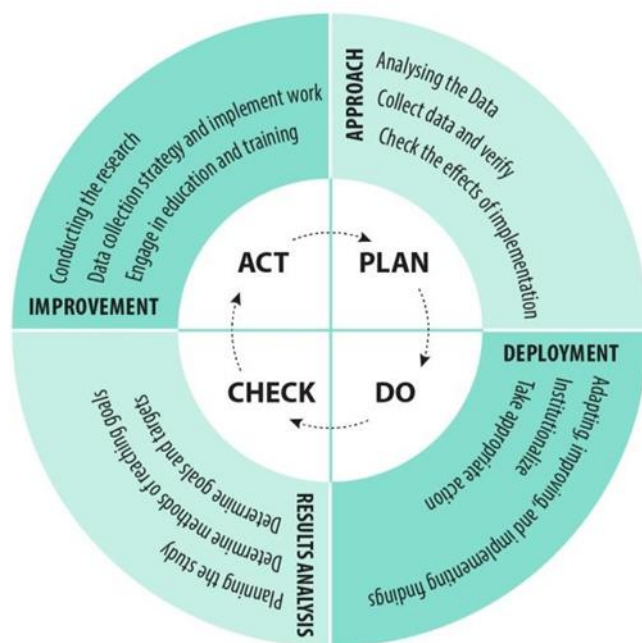 APPROACH
Analysing the Data
Collect data and verify
Check the effects of implementation
DEPLOYMENT
Adapting, improving, and implementing findings
Institutionalize
Take appropriate action
RESULTS ANALYSIS
Determine goals and targets
Determine methods of reaching goals
Planning the study
IMPROVEMENT
Conducting the research
Data collection strategy and implement work
Engage in education and training
ACT
PLAN
CHECK
DO